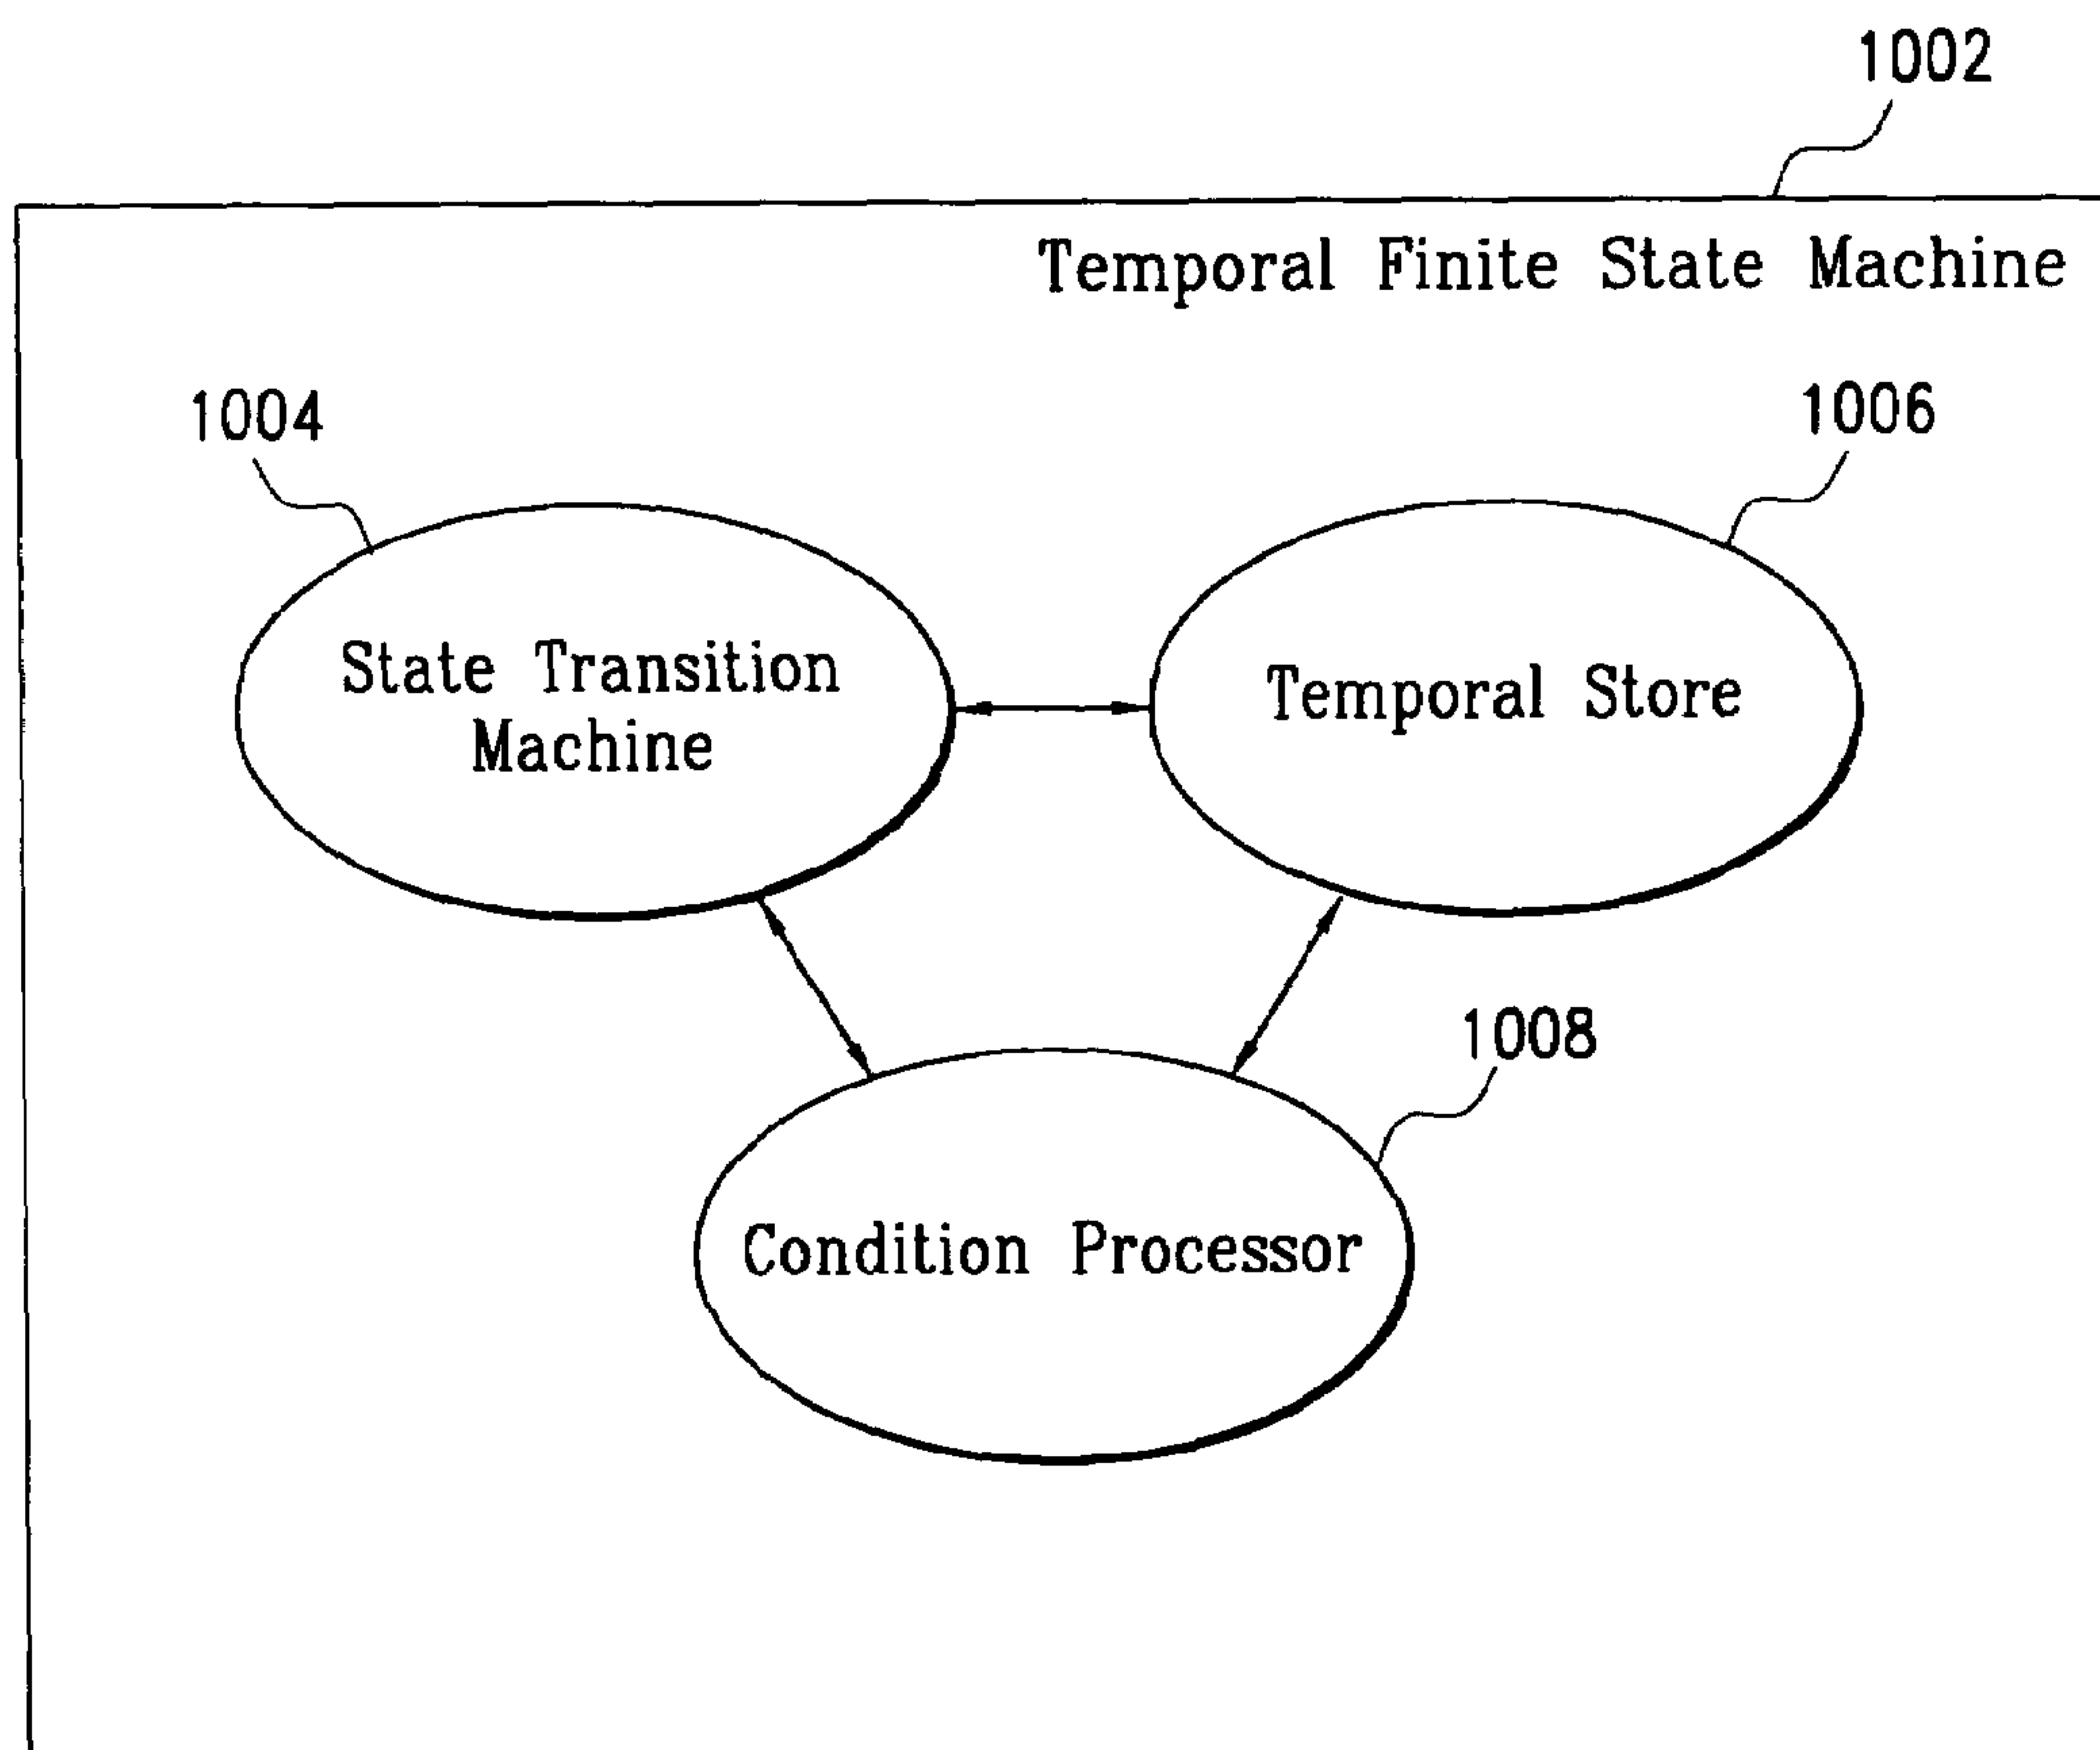 1002
Temporal Finite State Machine
1004
1006
State Transition
Machine
Temporal Store
1008
Condition Processor